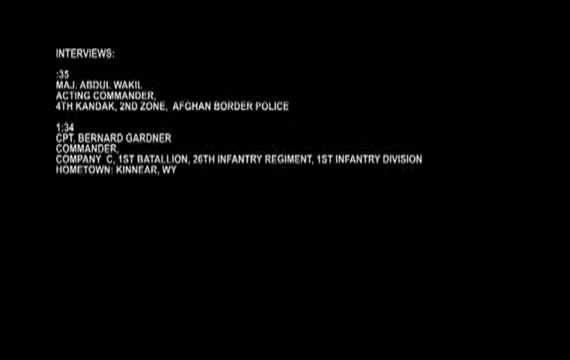 INTERVIEWS:
:35
MAJ. ABDUL WAKIL
ACTING COMMANDER,
4TH KANDAK, 2ND ZONE, AFGHAN BORDER POLICE
1:34
CPT. BERNARD GARDNER
COMMANDER,
COMPANY C, 1ST BATALLION, 26TH INFANTRY REGIMENT, 1ST INFANTRY DIVISION
HOMETOWN: KINNEAR, WY